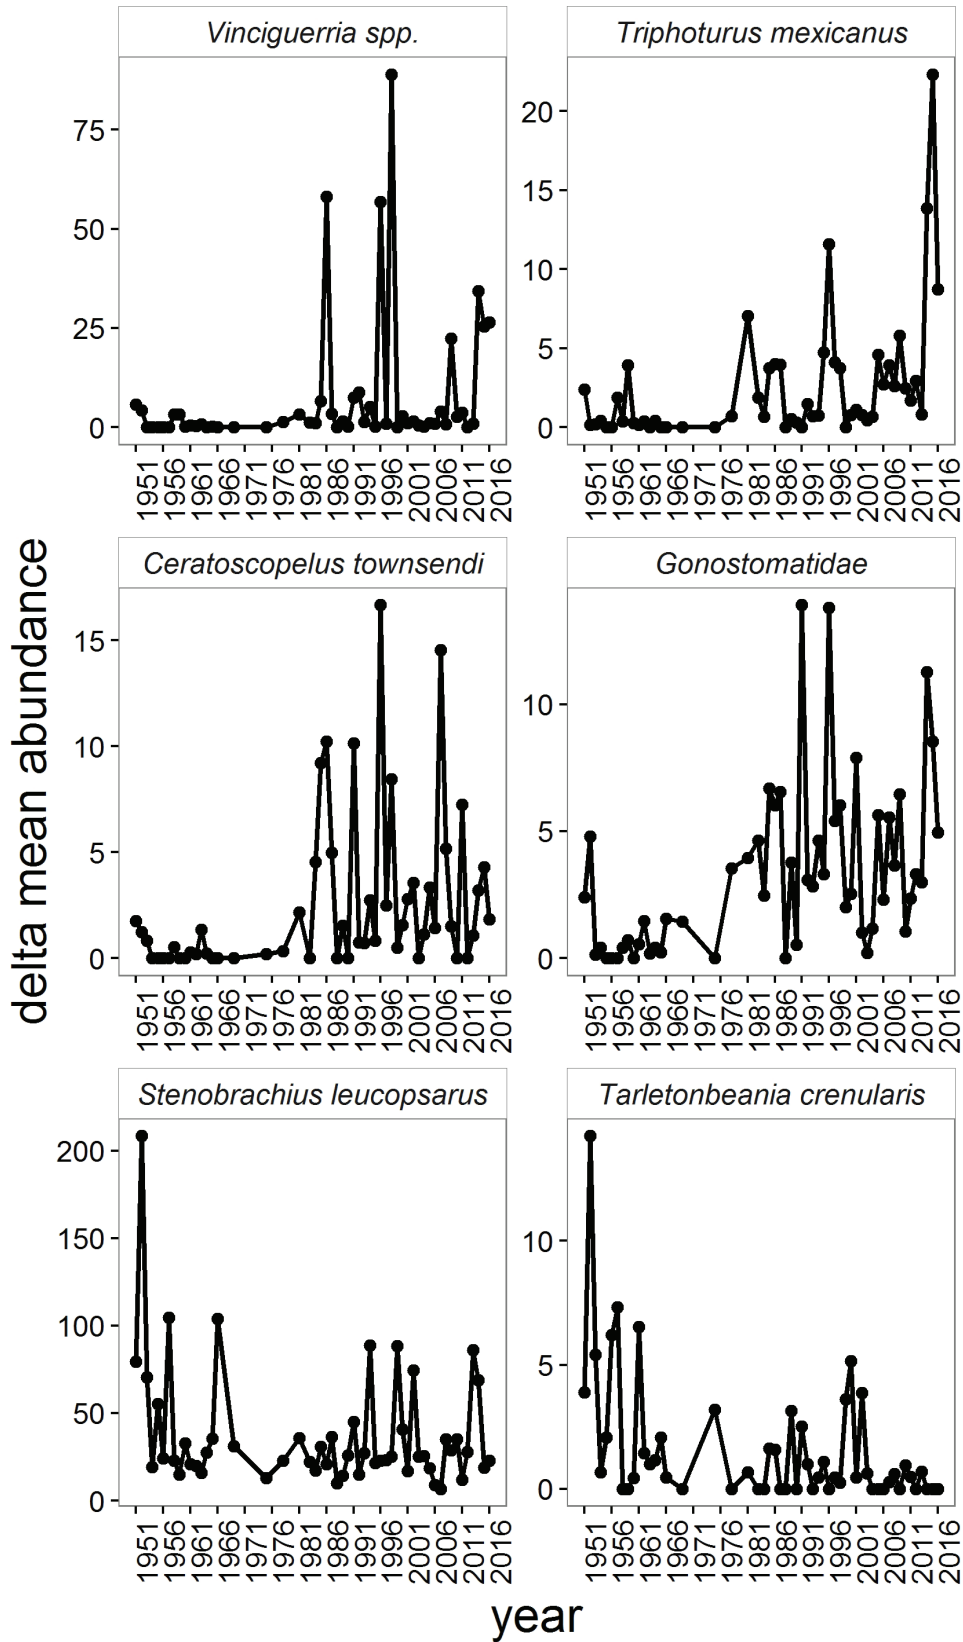 Vinciguerria spp.
Triphoturus mexicanus
75
50
25
0
20
15
10
5
0
1951 1956 1961 1966 1971 1976 1981 1986 1991 1996 2001 2006 2011 2016
1951 1956 1961 1966 1971 1976 1981 1986 1991 1996 2001 2006 2011 2016
delta mean abundance
Ceratoscopelus townsendi
Gonostomatidae
15
10
5
0
10
5
0
1951 1956 1961 1966 1971 1976 1981 1986 1991 1996 2001 2006 2011 2016
1951 1956 1961 1966 1971 1976 1981 1986 1991 1996 2001 2006 2011 2016
Stenobrachius leucopsarus
Tarletonbeania crenularis
200
150
100
50
0
10
5
0
1951 1956 1961 1966 1971 1976 1981 1986 1991 1996 2001 2006 2011 2016
1951 1956 1961 1966 1971 1976 1981 1986 1991 1996 2001 2006 2011 2016
year